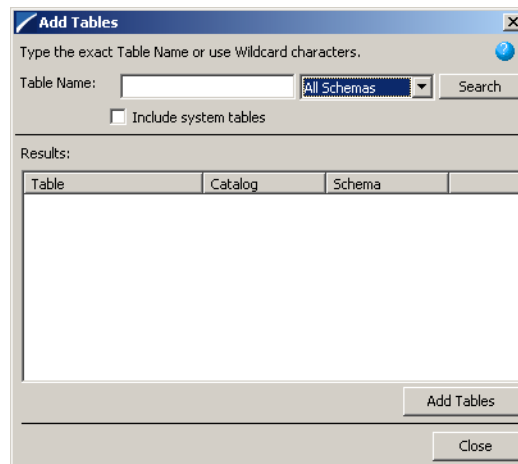 Add Tables
Type the exact Table Name or use Wildcard characters.
Table Name: All Schemas Search
Include system tables
Results:
Table Catalog Schema
Add Tables
Close